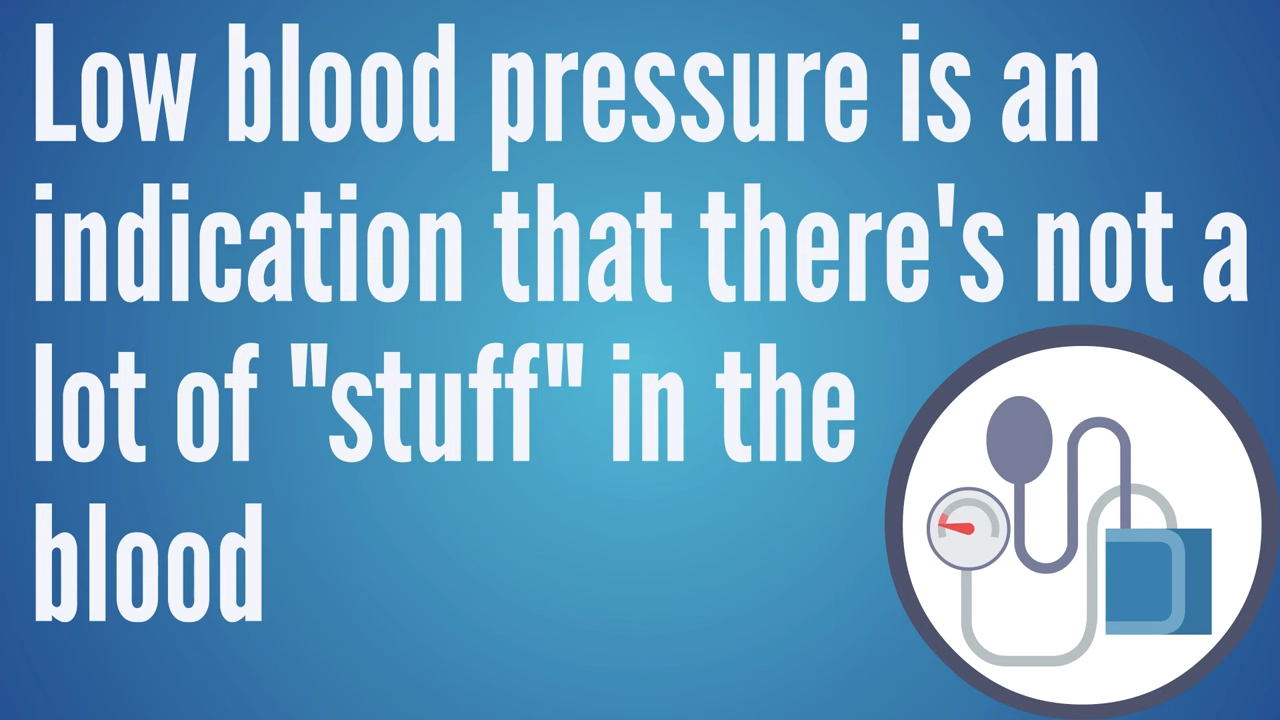 Low blood pressure is an
indication that there's not a
lot of "stuff" in the
blood